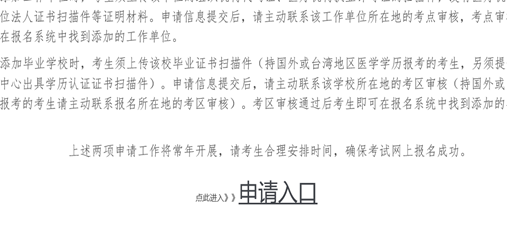 位法人证书扫描件等证明材料。申请信息提交后，请主动联系该工作单位所在地的考点审核，考点审
在报名系统中找到添加的工作单位。
添加毕业学校时，考生须上传该校毕业证书扫描件（持国外或台湾地区医学学历报考的考生，另须提
中心出具学历认证证书扫描件）。申请信息提交后，请主动联系该学校所在地的考区审核（持国外或
报考的考生请主动联系报名所在地的考区审核）。考区审核通过后考生即可在报名系统中找到添加的
上述两项申请工作将常年开展，请考生合理安排时间，确保考试网上报名成功。
点此进入》》申请入口